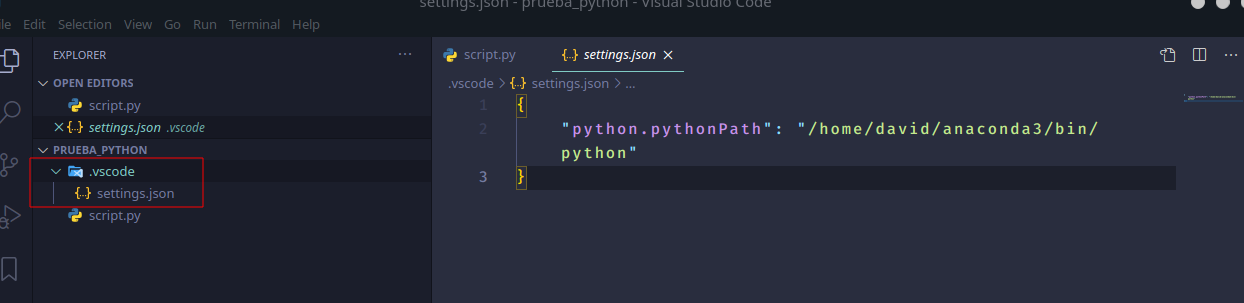 settings.json - prueba_python - Visual Studio Code
ile Edit Selection View Go Run Terminal Help
EXPLORER ...
OPEN EDITORS
script.py
settings.json .vscode
PRUEBA_PYTHON
.vscode
settings.json
script.py
script.py settings.json
.vscode > settings.json > ...
1 {
2 "python.pythonPath": "/home/david/anaconda3/bin/
python"
3 }